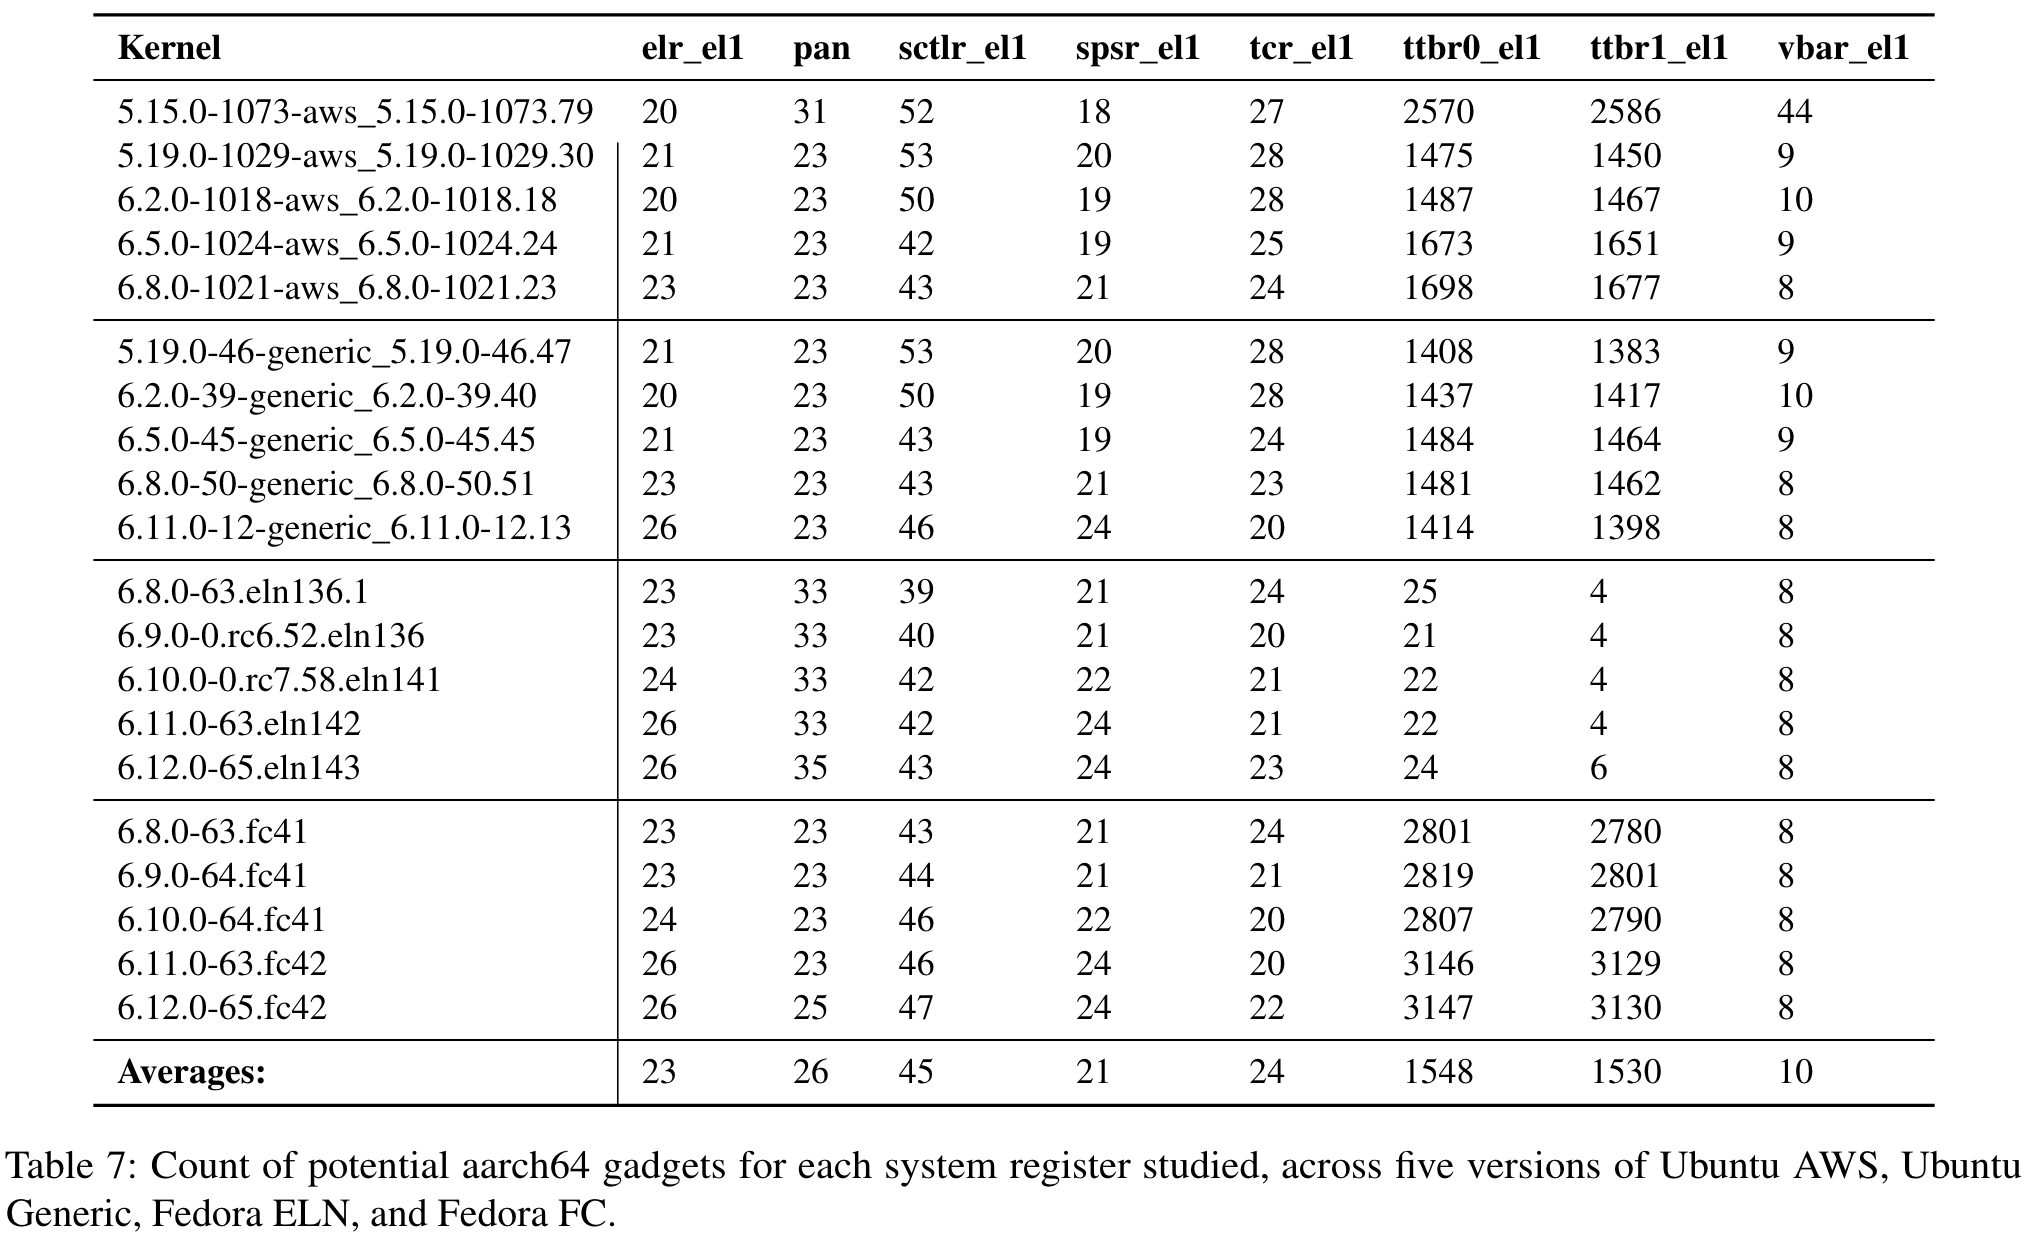 Kernel elr_el1 pan sctlr_el1 spsr_el1 tcr_el1 ttbr0_el1 ttbr1_el1 vbar_el1
5.15.0-1073-aws_5.15.0-1073.79 20 31 52 18 27 2570 2586 44
5.19.0-1029-aws_5.19.0-1029.30 21 23 53 20 28 1475 1450 9
6.2.0-1018-aws_6.2.0-1018.18 20 23 50 19 28 1487 1467 10
6.5.0-1024-aws_6.5.0-1024.24 21 23 42 19 25 1673 1651 9
6.8.0-1021-aws_6.8.0-1021.23 23 23 43 21 24 1698 1677 8
5.19.0-46-generic_5.19.0-46.47 21 23 53 20 28 1408 1383 9
6.2.0-39-generic_6.2.0-39.40 20 23 50 19 28 1437 1417 10
6.5.0-45-generic_6.5.0-45.45 21 23 43 19 24 1484 1464 9
6.8.0-50-generic_6.8.0-50.51 23 23 43 21 23 1481 1462 8
6.11.0-12-generic_6.11.0-12.13 26 23 46 24 20 1414 1398 8
6.8.0-63.eln136.1 23 33 39 21 24 25 4 8
6.9.0-0.rc6.52.eln136 23 33 40 21 20 21 4 8
6.10.0-0.rc7.58.eln141 24 33 42 22 21 22 4 8
6.11.0-63.eln142 26 33 42 24 21 22 4 8
6.12.0-65.eln143 26 35 43 24 23 24 6 8
6.8.0-63.fc41 23 23 43 21 24 2801 2780 8
6.9.0-64.fc41 23 23 44 21 21 2819 2801 8
6.10.0-64.fc41 24 23 46 22 20 2807 2790 8
6.11.0-63.fc42 26 23 46 24 20 3146 3129 8
6.12.0-65.fc42 26 25 47 24 22 3147 3130 8
Averages: 23 26 45 21 24 1548 1530 10
Table 7: Count of potential aarch64 gadgets for each system register studied, across five versions of Ubuntu AWS, Ubuntu
Generic, Fedora ELN, and Fedora FC.